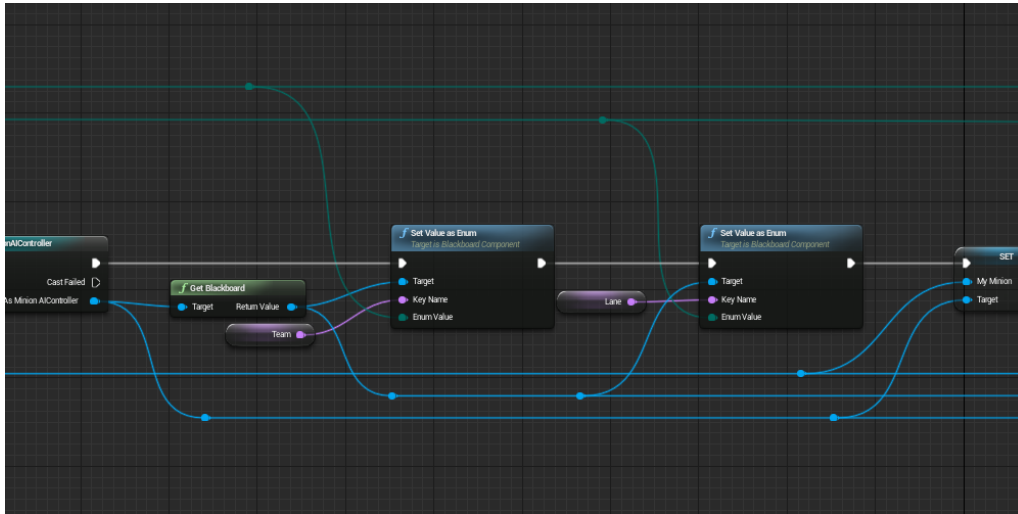 onAIController
Cast Failed
As Minion AIController
f Get Blackboard
Target Return Value
Team
f Set Value as Enum
Target is Blackboard Component
Target
Key Name
Enum Value
Lane
f Set Value as Enum
Target is Blackboard Component
Target
Key Name
Enum Value
SET
My Minion
Target